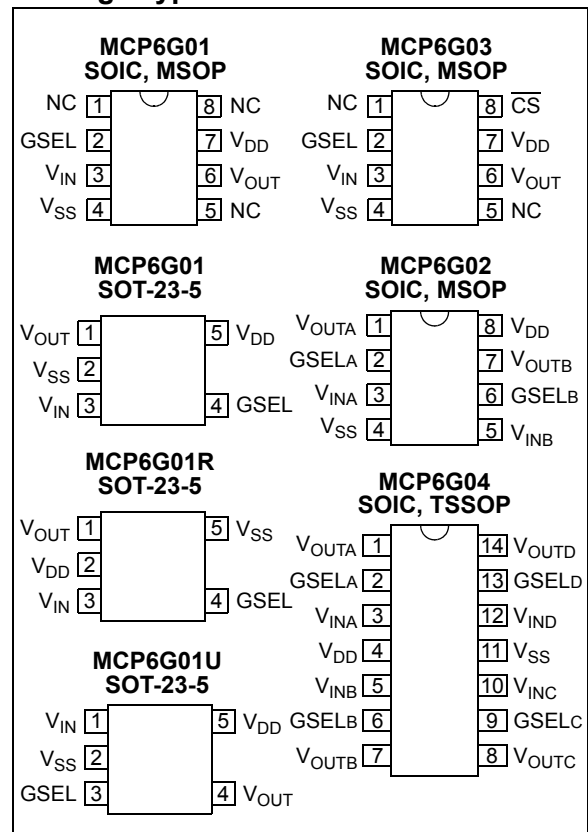 MCP6G01
SOIC, MSOP
NC 1 8 NC
GSEL 2 7 VDD
VIN 3 6 VOUT
VSS 4 5 NC
MCP6G03
SOIC, MSOP
NC 1 8 CS
GSEL 2 7 VDD
VIN 3 6 VOUT
VSS 4 5 NC
MCP6G01
SOT-23-5
VOUT 1 5 VDD
VSS 2
VIN 3 4 GSEL
MCP6G02
SOIC, MSOP
VOUTA 1 8 VDD
GSELA 2 7 VOUTB
VINA 3 6 GSELB
VSS 4 5 VINB
MCP6G01R
SOT-23-5
VOUT 1 5 VSS
VDD 2
VIN 3 4 GSEL
MCP6G04
SOIC, TSSOP
VOUTA 1 14 VOUTD
GSELA 2 13 GSELD
VINA 3 12 VIND
VDD 4 11 VSS
VINB 5 10 VINC
GSELB 6 9 GSELC
VOUTB 7 8 VOUTC
MCP6G01U
SOT-23-5
VIN 1 5 VDD
VSS 2
GSEL 3 4 VOUT